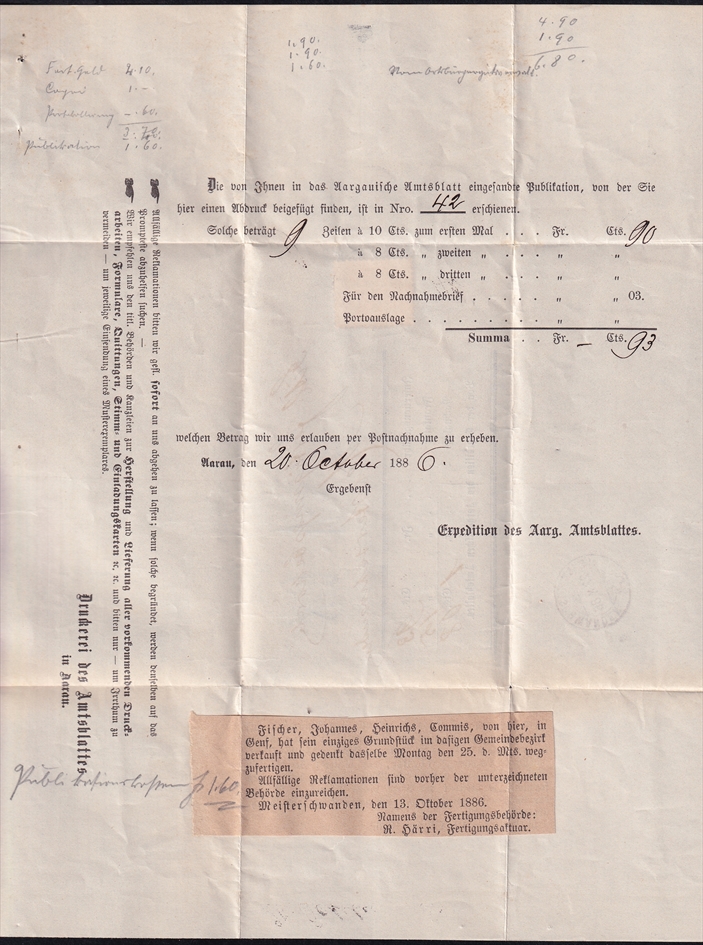 4.90
1.90
6.80.
1.90.
1.90.
1.60.
Fert. Geld 4.10.
1.–
–.60.
Publikation 1.60.
Die von Ihnen in das Aargauische Amtsblatt eingesandte Publikation, von der Sie
hier einen Abdruck beigefügt finden, ist in Nro. 42 erschienen.
Solche beträgt 9 Zeilen à 10 Cts. zum ersten Mal . . . Fr. Cts. 90
à 8 Cts. „ zweiten „ . . . „ „
à 8 Cts. „ dritten „ . . . „ „
Für den Nachnahmebrief . . . . . „ „ 03.
Portoauslage . . . . . . . . . „ „
Summa . . Fr. – Cts. 93
welchen Betrag wir uns erlauben per Postnachnahme zu erheben.
Aarau, den 20. October 1886.
Ergebenst
Expedition des Aarg. Amtsblattes.
Allfällige Reklamationen bitten wir gefl. sofort an uns abgehen zu lassen; wenn solche begründet, werden denselben auf das
Prompteste abzuhelfen suchen. —
Wir empfehlen uns den titl. Behörden und Kanzleien zur Herstellung und Lieferung aller vorkommenden Druck-
arbeiten, Formulare, Quittungen, Stimm- und Einladungskarten ꝛc. ꝛc. und bitten nur — um Irrthum zu
vermeiden — um jeweilige Einsendung eines Musterexemplares.
Druckerei des Amtsblattes
in Aarau.
Publikationskosten fr 1.60
Fischer, Johannes, Heinrichs, Commis, von hier, in
Genf, hat sein einziges Grundstück im dasigen Gemeindebezirk
verkauft und gedenkt dasselbe Montag den 25. d. Mts. weg-
zufertigen.
Allfällige Reklamationen sind vorher der unterzeichneten
Behörde einzureichen.
Meisterschwanden, den 13. Oktober 1886.
Namens der Fertigungsbehörde:
R. Härri, Fertigungsaktuar.